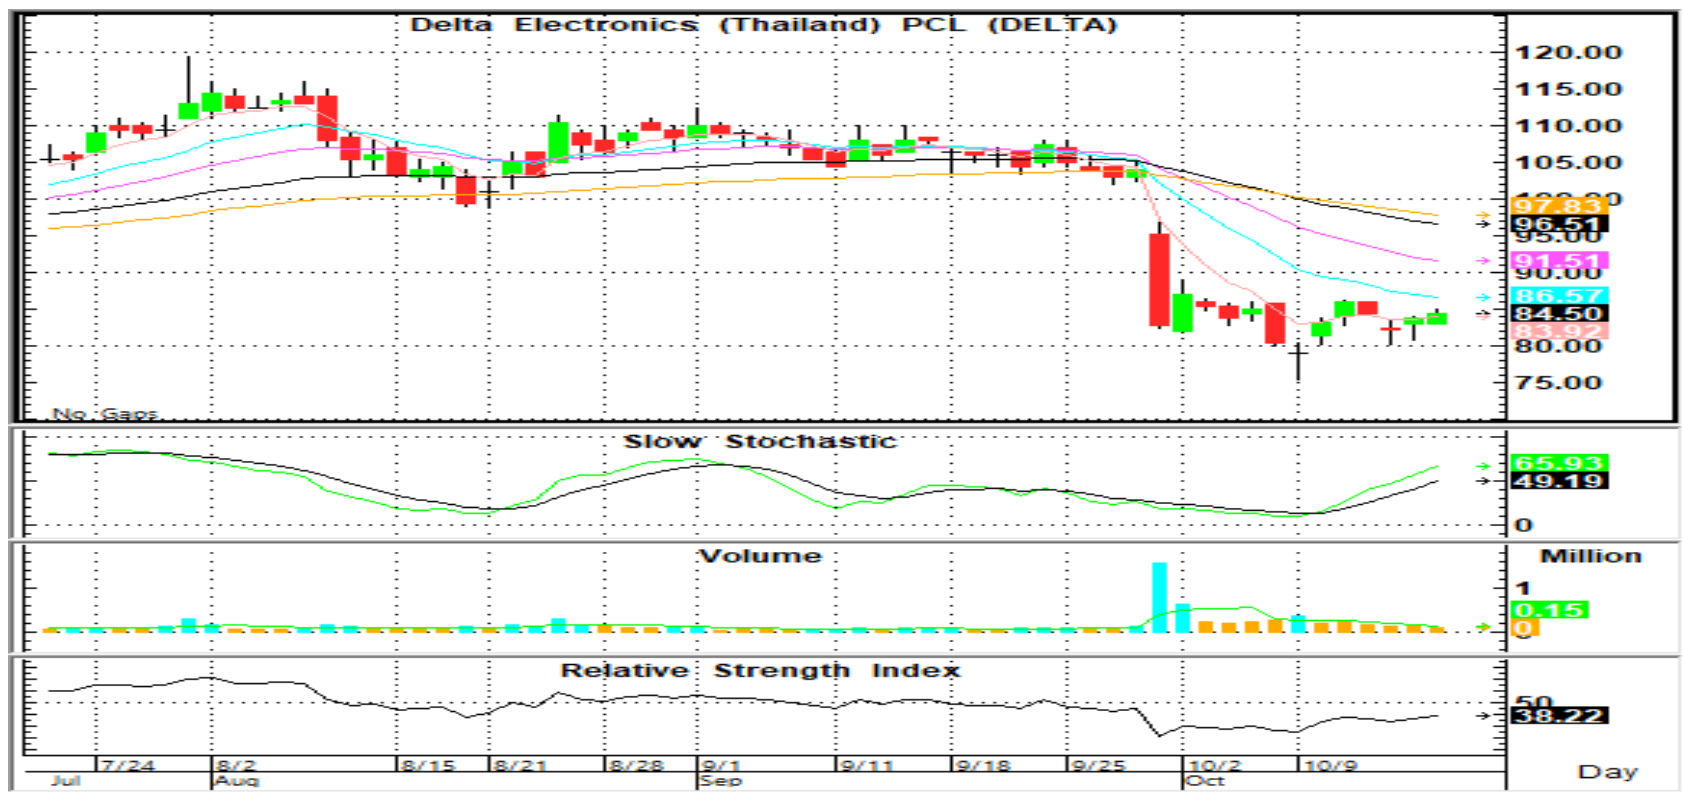 Delta Electronics (Thailand) PCL (DELTA)
120.00
115.00
110.00
105.00
97.83
96.51
95.00
91.51
90.00
86.57
84.50
83.92
80.00
75.00
No Gaps
Slow Stochastic
65.93
49.19
0
Volume
Million
1
0.15
0
Relative Strength Index
50
38.22
7/24 8/2 8/15 8/21 8/28 9/1 9/11 9/18 9/25 10/2 10/9
Jul Aug Sep Oct
Day